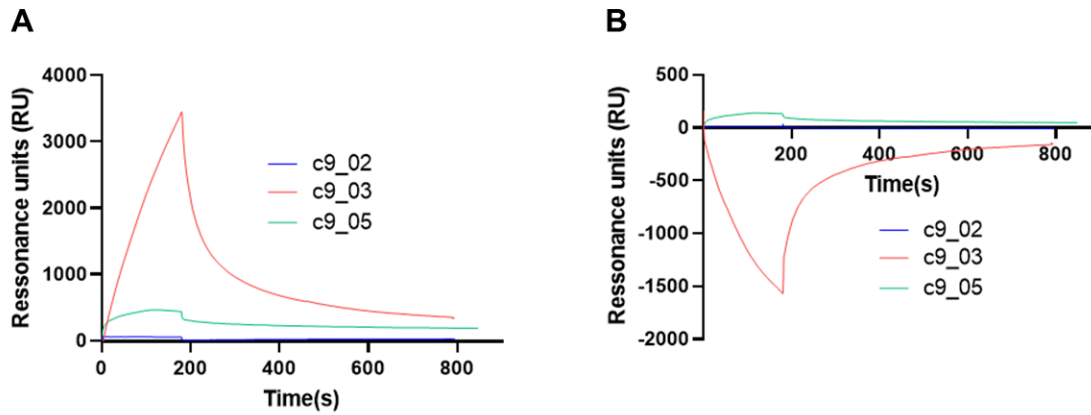 A
Ressonance units (RU)
4000
3000
2000
1000
0
0 200 400 600 800
Time(s)
c9_02
c9_03
c9_05
B
Ressonance units (RU)
500
0
-500
-1000
-1500
-2000
200 400 600 800
Time(s)
c9_02
c9_03
c9_05